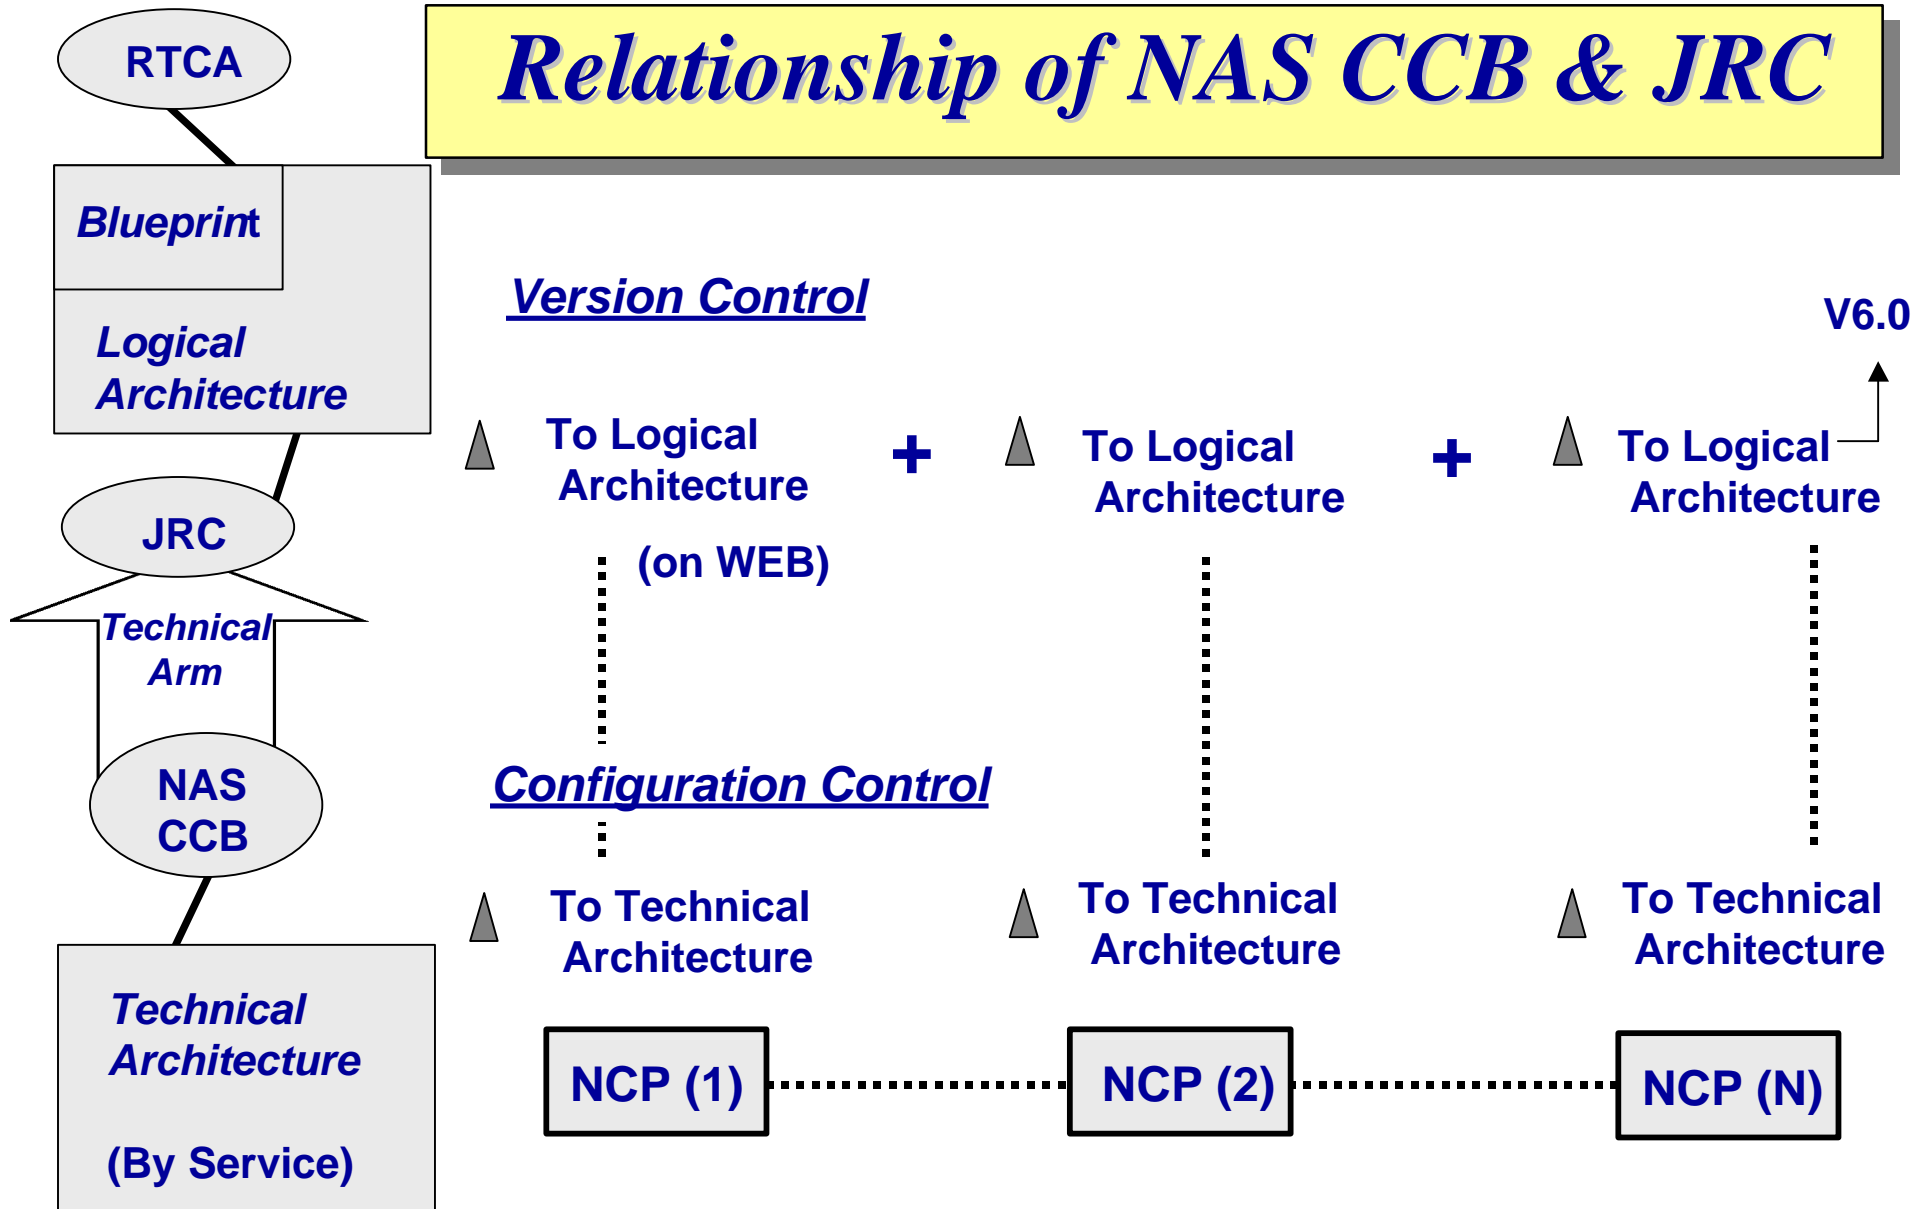 RTCA
Relationship of NAS CCB & JRC
Blueprint
Logical
Architecture
JRC
Technical
Arm
NAS
CCB
Technical
Architecture
(By Service)
Version Control
V6.0
To Logical
Architecture
(on WEB)
+
To Logical
Architecture
+
To Logical
Architecture
Configuration Control
To Technical
Architecture
To Technical
Architecture
To Technical
Architecture
NCP (1)
NCP (2)
NCP (N)